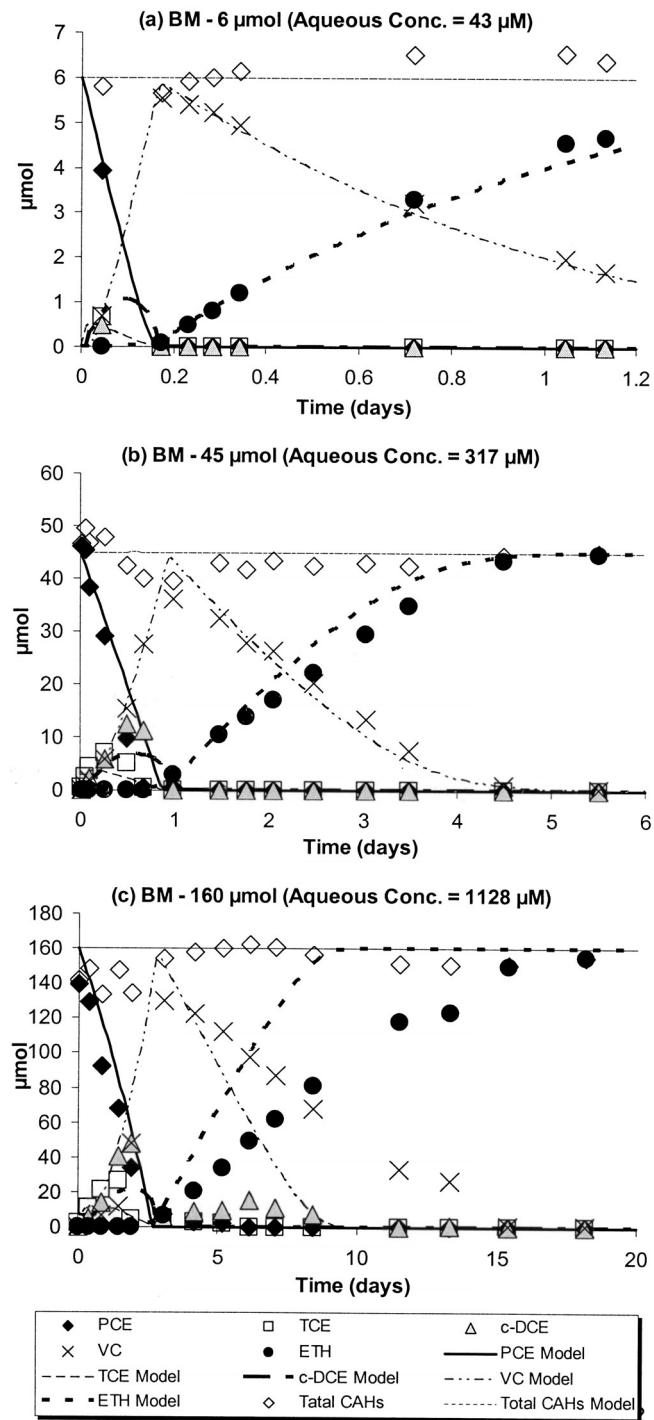 (a) BM - 6 µmol (Aqueous Conc. = 43 µM)
7
6
5
4
3
2
1
0
µmol
0 0.2 0.4 0.6 0.8 1 1.2
Time (days)
(b) BM - 45 µmol (Aqueous Conc. = 317 µM)
60
50
40
30
20
10
0
µmol
0 1 2 3 4 5 6
Time (days)
(c) BM - 160 µmol (Aqueous Conc. = 1128 µM)
180
160
140
120
100
80
60
40
20
0
µmol
0 5 10 15 20
Time (days)
PCE TCE c-DCE
VC ETH PCE Model
TCE Model c-DCE Model VC Model
ETH Model Tatal CAHs Total CAHs Model